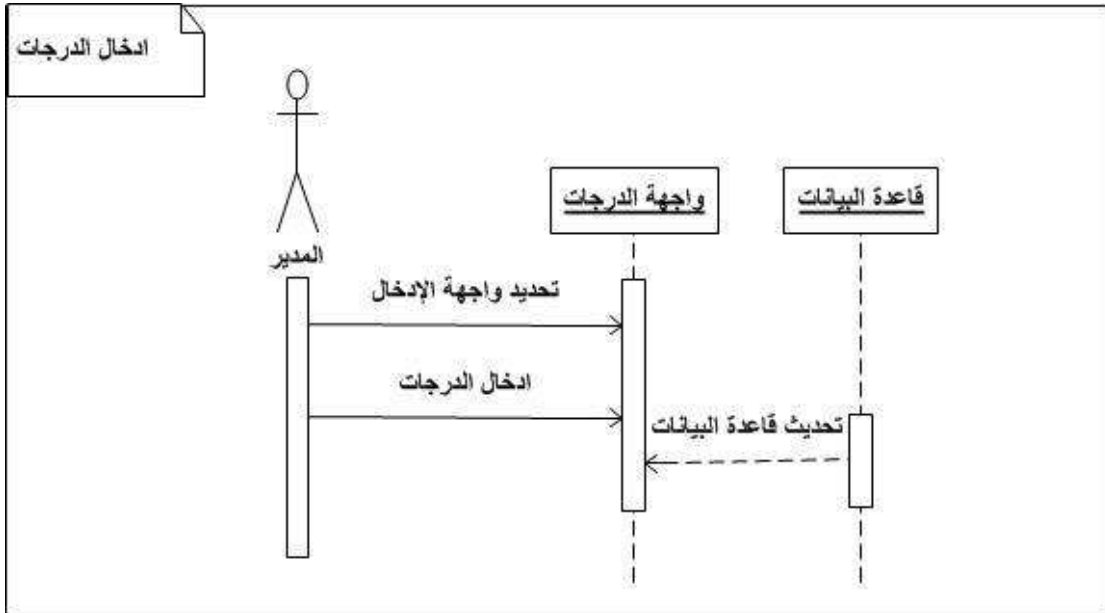 ادخال الدرجات
واجهة الدرجات
قاعدة البيانات
المدير
تحديد واجهة الإدخال
ادخال الدرجات
تحديث قاعدة البيانات